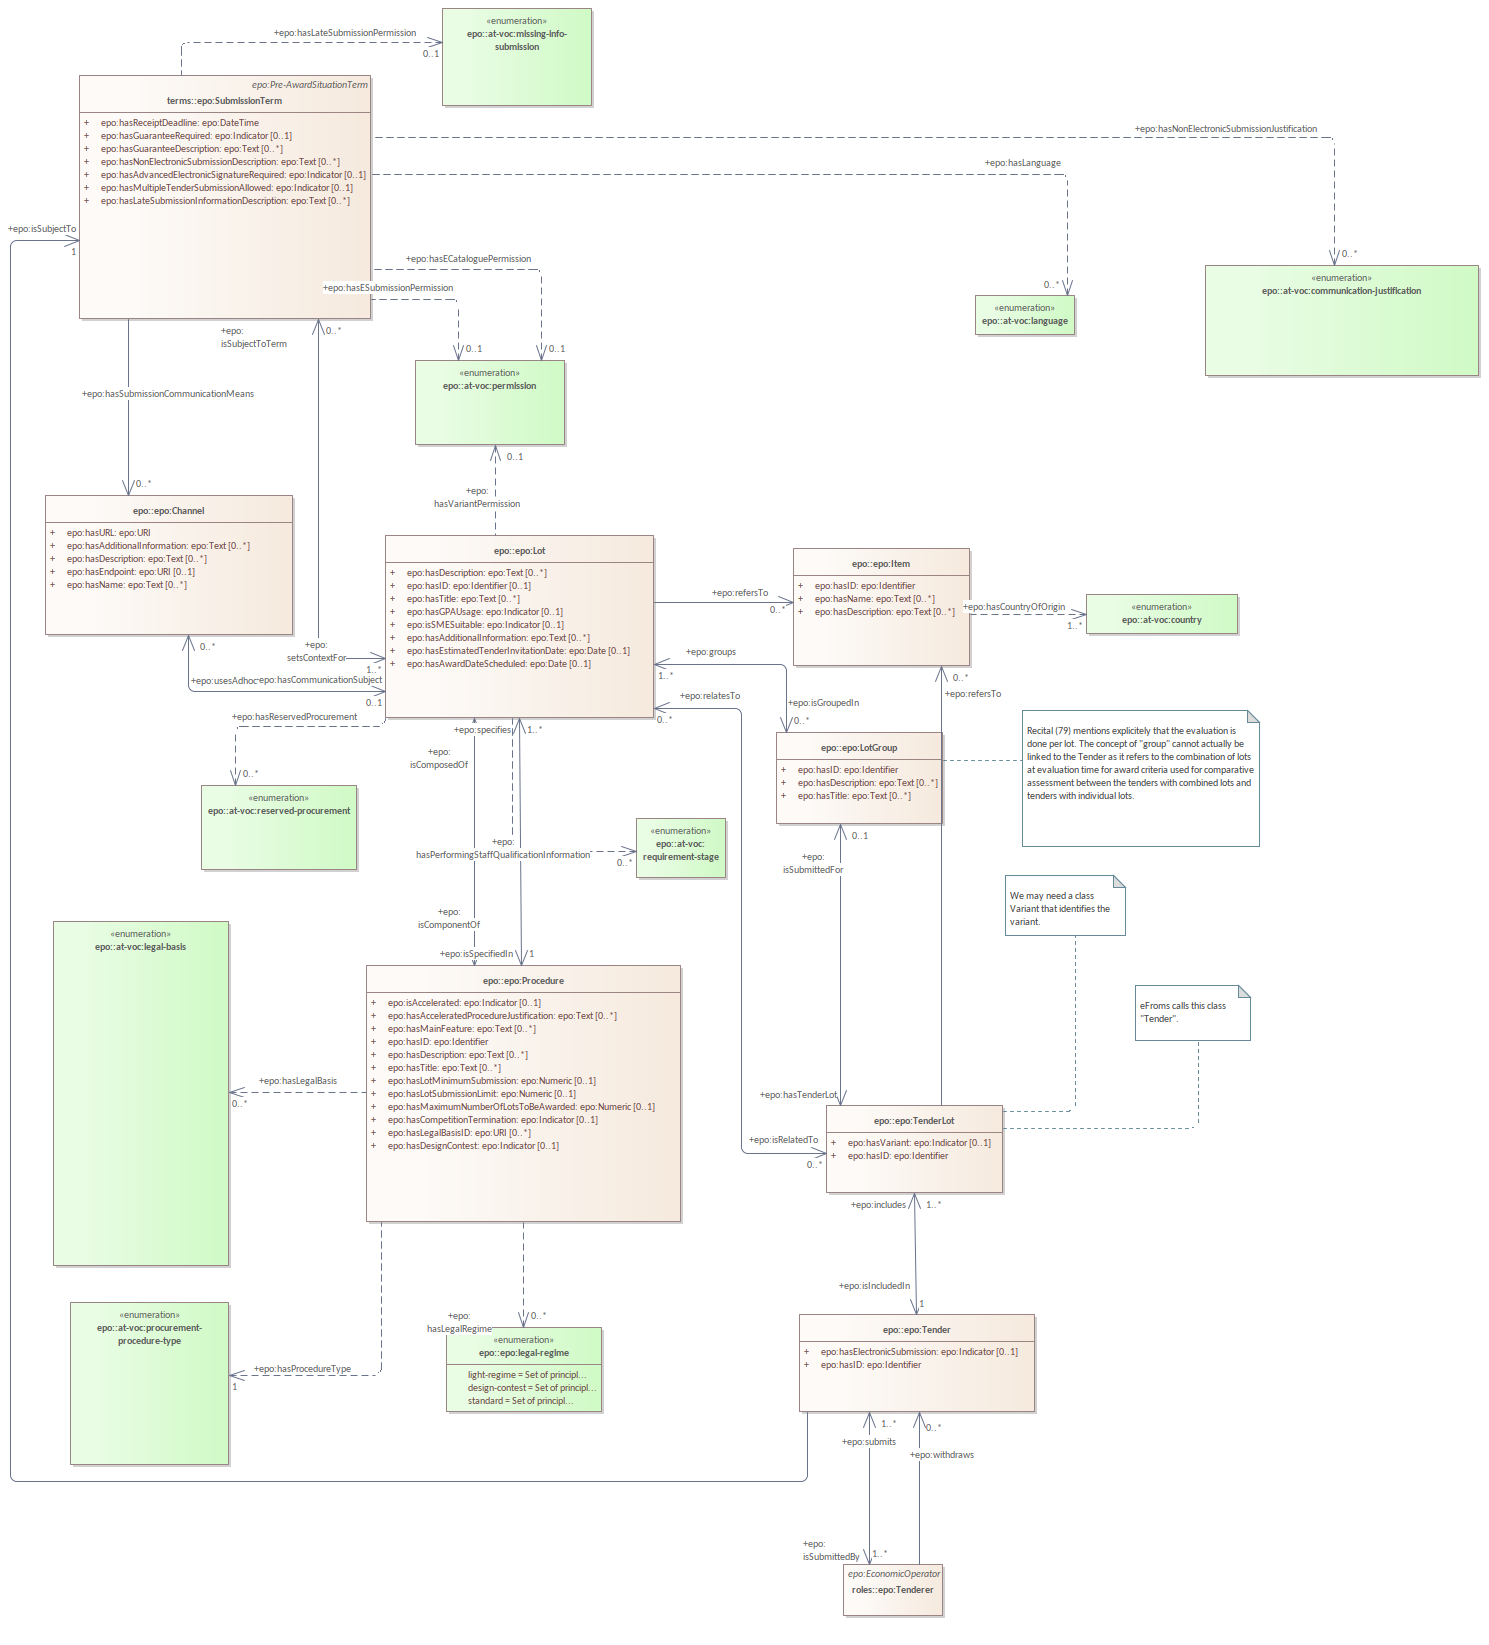 «enumeration»
epo::at-voc:missing-info-
submission
+epo:hasLateSubmissionPermission
0..1
epo:Pre-AwardSituationTerm
terms::epo:SubmissionTerm
+ epo:hasReceiptDeadline: epo:DateTime
+ epo:hasGuaranteeRequired: epo:Indicator [0..1]
+ epo:hasGuaranteeDescription: epo:Text [0..*]
+ epo:hasNonElectronicSubmissionDescription: epo:Text [0..*]
+ epo:hasAdvancedElectronicSignatureRequired: epo:Indicator [0..1]
+ epo:hasMultipleTenderSubmissionAllowed: epo:Indicator [0..1]
+ epo:hasLateSubmissionInformationDescription: epo:Text [0..*]
+epo:hasNonElectronicSubmissionJustification
0..*
+epo:hasLanguage
0..*
+epo:isSubjectTo
1
+epo:hasECataloguePermission
0..1
+epo:hasESubmissionPermission
0..1
«enumeration»
epo::at-voc:communication-justification
«enumeration»
epo::at-voc:language
+epo:
isSubjectToTerm
0..*
«enumeration»
epo::at-voc:permission
+epo:hasSubmissionCommunicationMeans
0..*
0..1
+epo:
hasVariantPermission
epo::epo:Channel
+ epo:hasURL: epo:URI
+ epo:hasAdditionalInformation: epo:Text [0..*]
+ epo:hasDescription: epo:Text [0..*]
+ epo:hasEndpoint: epo:URI [0..1]
+ epo:hasName: epo:Text [0..*]
epo::epo:Lot
+ epo:hasDescription: epo:Text [0..*]
+ epo:hasID: epo:Identifier [0..1]
+ epo:hasTitle: epo:Text [0..*]
+ epo:hasGPAUsage: epo:Indicator [0..1]
+ epo:isSMESuitable: epo:Indicator [0..1]
+ epo:hasAdditionalInformation: epo:Text [0..*]
+ epo:hasEstimatedTenderInvitationDate: epo:Date [0..1]
+ epo:hasAwardDateScheduled: epo:Date [0..1]
epo::epo:Item
+ epo:hasID: epo:Identifier
+ epo:hasName: epo:Text [0..*]
+ epo:hasDescription: epo:Text [0..*]
+epo:refersTo
0..*
+epo:hasCountryOfOrigin
1..*
«enumeration»
epo::at-voc:country
0..*
+epo:
setsContextFor
1..*
+epo:usesAdhoc
+epo:hasCommunicationSubject
0..1
+epo:groups
1..*
+epo:isGroupedIn
0..*
+epo:relatesTo
0..*
0..*
+epo:refersTo
+epo:hasReservedProcurement
0..*
+epo:specifies
1..*
+epo:
isComposedOf
epo::epo:LotGroup
+ epo:hasID: epo:Identifier
+ epo:hasDescription: epo:Text [0..*]
+ epo:hasTitle: epo:Text [0..*]
Recital (79) mentions explicitely that the evaluation is
done per lot. The concept of "group" cannot actually be
linked to the Tender as it refers to the combination of lots
at evaluation time for award criteria used for comparative
assessment between the tenders with combined lots and
tenders with individual lots.
«enumeration»
epo::at-voc:reserved-procurement
+epo:
hasPerformingStaffQualificationInformation
0..*
«enumeration»
epo::at-voc:
requirement-stage
0..1
+epo:
isSubmittedFor
We may need a class
Variant that identifies the
variant.
+epo:
isComponentOf
+epo:isSpecifiedIn
1
«enumeration»
epo::at-voc:legal-basis
epo::epo:Procedure
+ epo:isAccelerated: epo:Indicator [0..1]
+ epo:hasAcceleratedProcedureJustification: epo:Text [0..*]
+ epo:hasMainFeature: epo:Text [0..*]
+ epo:hasID: epo:Identifier
+ epo:hasDescription: epo:Text [0..*]
+ epo:hasTitle: epo:Text [0..*]
+ epo:hasLotMinimumSubmission: epo:Numeric [0..1]
+ epo:hasLotSubmissionLimit: epo:Numeric [0..1]
+ epo:hasMaximumNumberOfLotsToBeAwarded: epo:Numeric [0..1]
+ epo:hasCompetitionTermination: epo:Indicator [0..1]
+ epo:hasLegalBasisID: epo:URI [0..*]
+ epo:hasDesignContest: epo:Indicator [0..1]
eFroms calls this class
"Tender".
+epo:hasLegalBasis
0..*
+epo:hasTenderLot
epo::epo:TenderLot
+ epo:hasVariant: epo:Indicator [0..1]
+ epo:hasID: epo:Identifier
+epo:isRelatedTo
0..*
+epo:includes
1..*
+epo:isIncludedIn
1
«enumeration»
epo::at-voc:procurement-
procedure-type
+epo:
hasLegalRegime
0..*
«enumeration»
epo::epo:legal-regime
light-regime = Set of principl...
design-contest = Set of principl...
standard = Set of principl...
+epo:hasProcedureType
1
epo::epo:Tender
+ epo:hasElectronicSubmission: epo:Indicator [0..1]
+ epo:hasID: epo:Identifier
1..*
+epo:submits
0..*
+epo:withdraws
+epo:
isSubmittedBy
1..*
epo:EconomicOperator
roles::epo:Tenderer